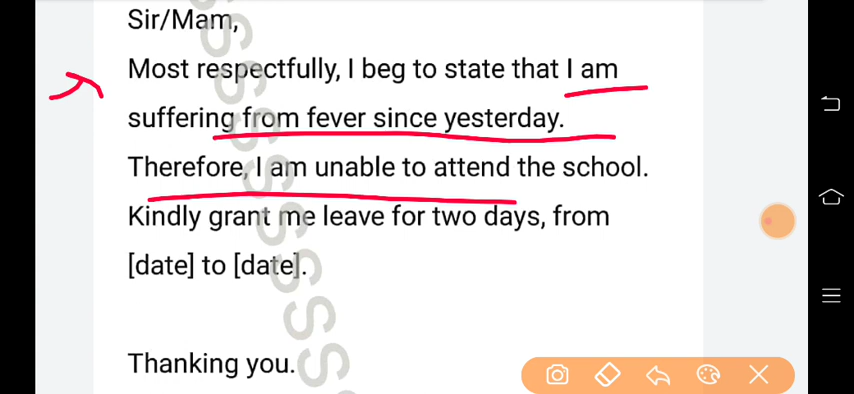 Sir/Mam,
Most respectfully, I beg to state that I am
suffering from fever since yesterday.
Therefore, I am unable to attend the school.
Kindly grant me leave for two days, from
[date] to [date].
Thanking you.
SSSSSSSSS